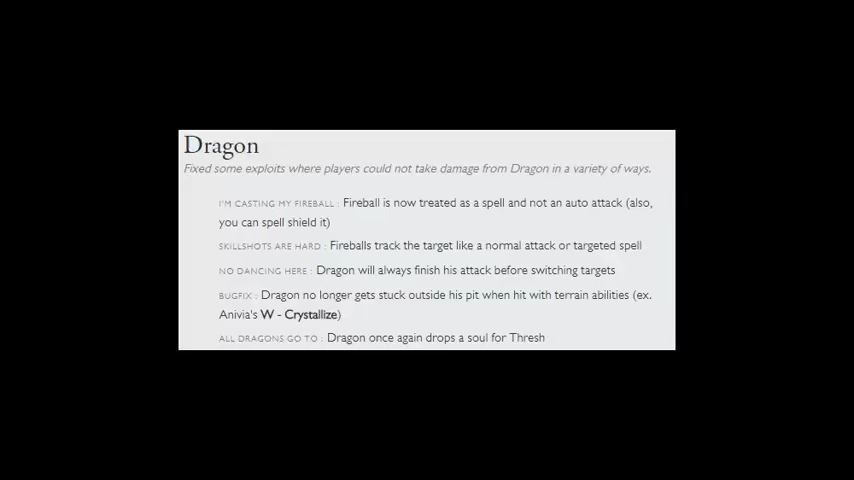 Dragon
Fixed some exploits where players could not take damage from Dragon in a variety of ways.
I'M CASTING MY FIREBALL : Fireball is now treated as a spell and not an auto attack (also,
you can spell shield it)
SKILLSHOTS ARE HARD : Fireballs track the target like a normal attack or targeted spell
NO DANCING HERE : Dragon will always finish his attack before switching targets
BUGFIX : Dragon no longer gets stuck outside his pit when hit with terrain abilities (ex.
Anivia's W - Crystallize)
ALL DRAGONS GO TO : Dragon once again drops a soul for Thresh